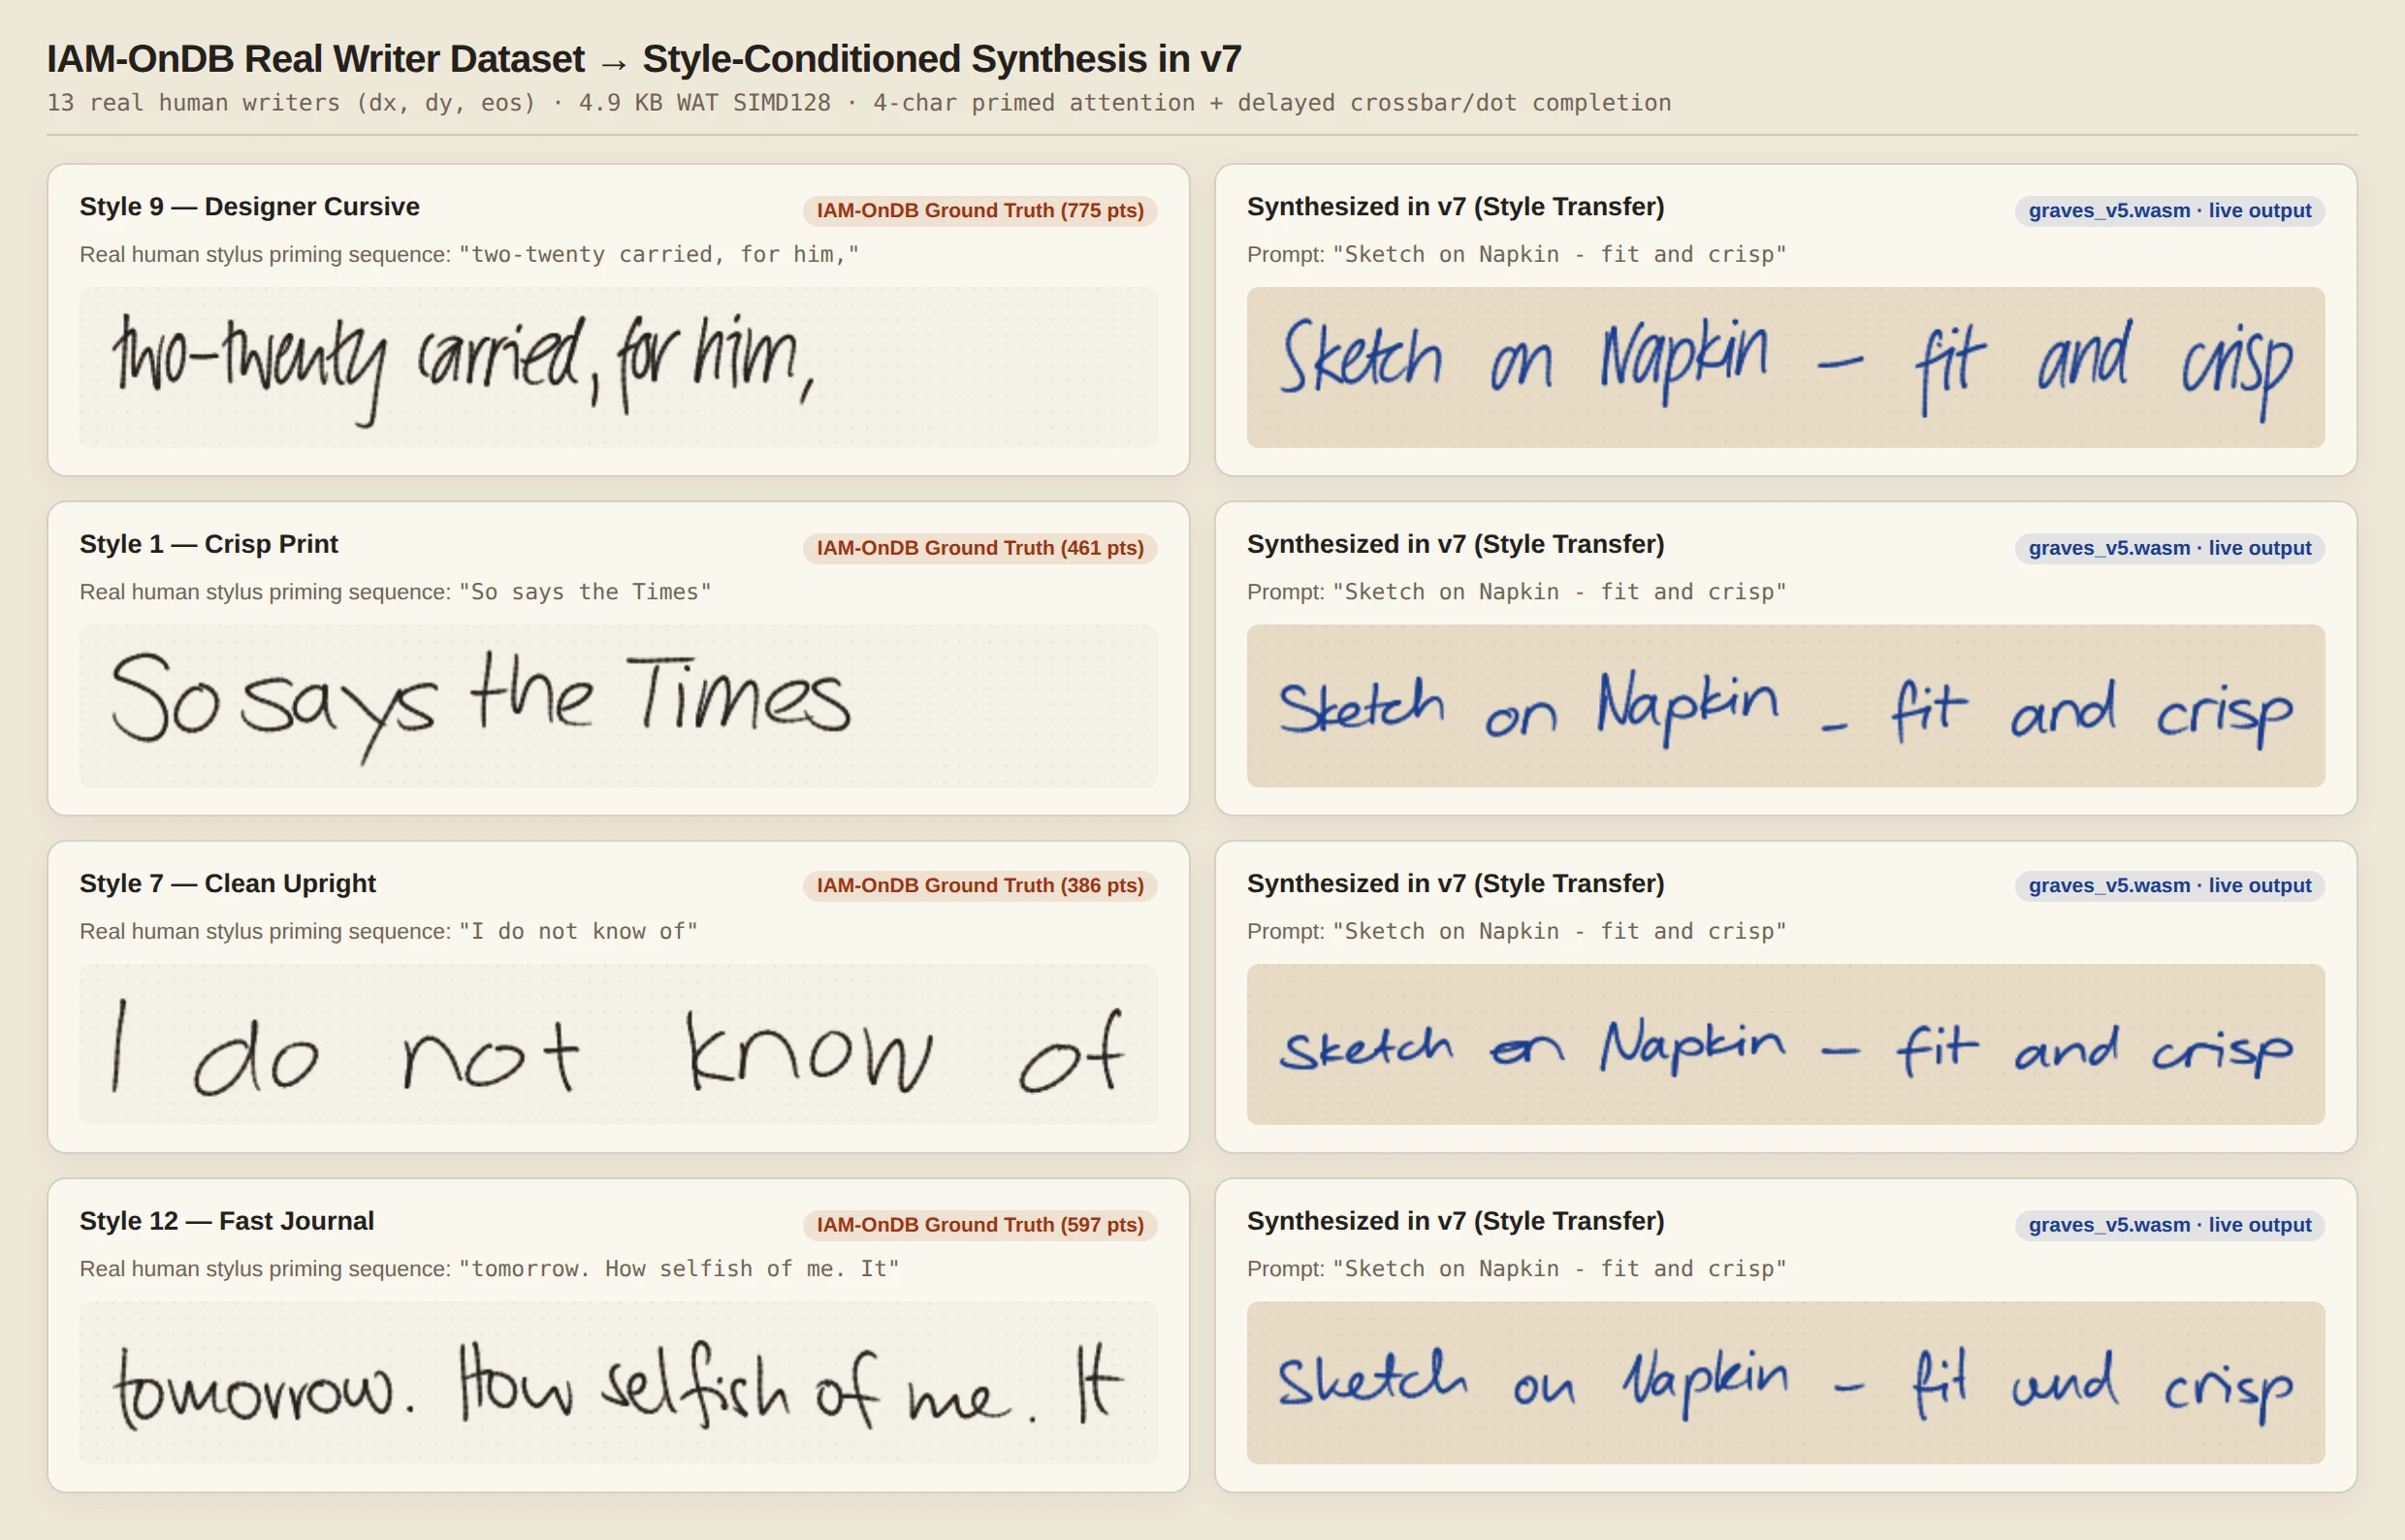 IAM-OnDB Real Writer Dataset → Style-Conditioned Synthesis in v7
13 real human writers (dx, dy, eos) · 4.9 KB WAT SIMD128 · 4-char primed attention + delayed crossbar/dot completion
Style 9 — Designer Cursive
IAM-OnDB Ground Truth (775 pts)
Real human stylus priming sequence: "two-twenty carried, for him,"
two-twenty carried, for him,
Synthesized in v7 (Style Transfer)
graves_v5.wasm · live output
Prompt: "Sketch on Napkin - fit and crisp"
Sketch on Napkin - fit and crisp
Style 1 — Crisp Print
IAM-OnDB Ground Truth (461 pts)
Real human stylus priming sequence: "So says the Times"
So says the Times
Synthesized in v7 (Style Transfer)
graves_v5.wasm · live output
Prompt: "Sketch on Napkin - fit and crisp"
Sketch on Napkin - fit and crisp
Style 7 — Clean Upright
IAM-OnDB Ground Truth (386 pts)
Real human stylus priming sequence: "I do not know of"
I do not know of
Synthesized in v7 (Style Transfer)
graves_v5.wasm · live output
Prompt: "Sketch on Napkin - fit and crisp"
Sketch on Napkin - fit and crisp
Style 12 — Fast Journal
IAM-OnDB Ground Truth (597 pts)
Real human stylus priming sequence: "tomorrow. How selfish of me. It"
tomorrow. How selfish of me. It
Synthesized in v7 (Style Transfer)
graves_v5.wasm · live output
Prompt: "Sketch on Napkin - fit and crisp"
Sketch on Napkin - fit and crisp